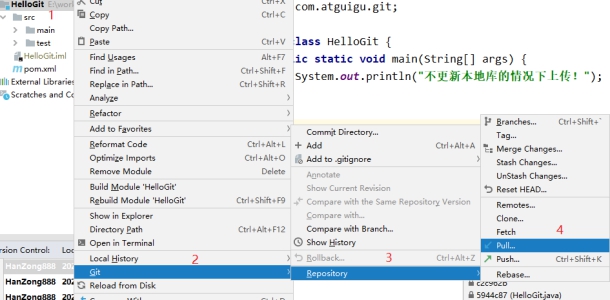 HelloGit
src
1
main
test
HelloGit.iml
pom.xml
External Libraries
Scratches and Co
Cut Ctrl+X
Copy Ctrl+C
Copy Path...
Paste Ctrl+V
Find Usages Alt+F7
Find in Path... Ctrl+Shift+F
Replace in Path... Ctrl+Shift+R
Analyze
Refactor
Add to Favorites
Reformat Code Ctrl+Alt+L
Optimize Imports Ctrl+Alt+O
Remove Module Delete
Build Module 'HelloGit'
Rebuild Module 'HelloGit' Ctrl+Shift+F9
Show in Explorer
Directory Path Ctrl+Alt+F12
Open in Terminal
Local History 2
Git
Reload from Disk
com.atguigu.git;
lass HelloGit {
ic static void main(String[] args) {
System.out.println("不更新本地库的情况下上传!");
Commit Directory...
Add Ctrl+Alt+A
Add to .gitignore
Annotate
Show Current Revision
Compare with the Same Repository Version
Compare with...
Compare with Branch...
Show History
Rollback... 3 Ctrl+Alt+Z
Repository
Branches... Ctrl+Shift+`
Tag...
Merge Changes...
Stash Changes...
UnStash Changes...
Reset HEAD...
Remotes...
Clone...
Fetch
4
Pull...
Push... Ctrl+Shift+K
Rebase...
5944c87 (HelloGit.java)
rsion Control: Loc
HanZong888 202
HanZong888 202